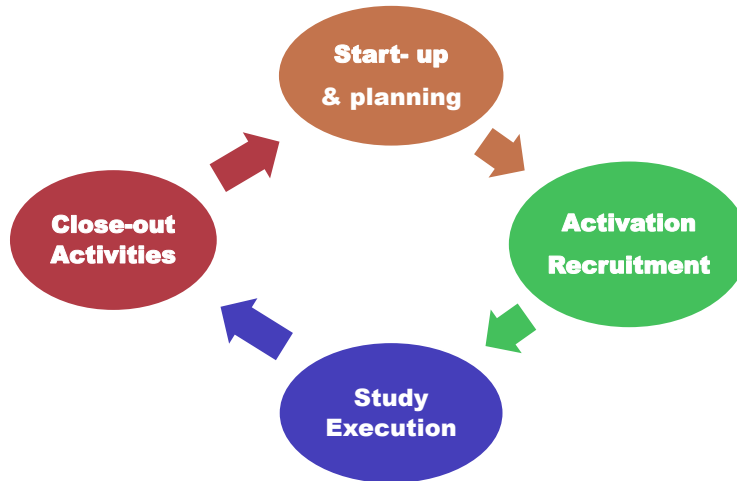 Start- up
& planning
Activation
Recruitment
Study
Execution
Close-out
Activities